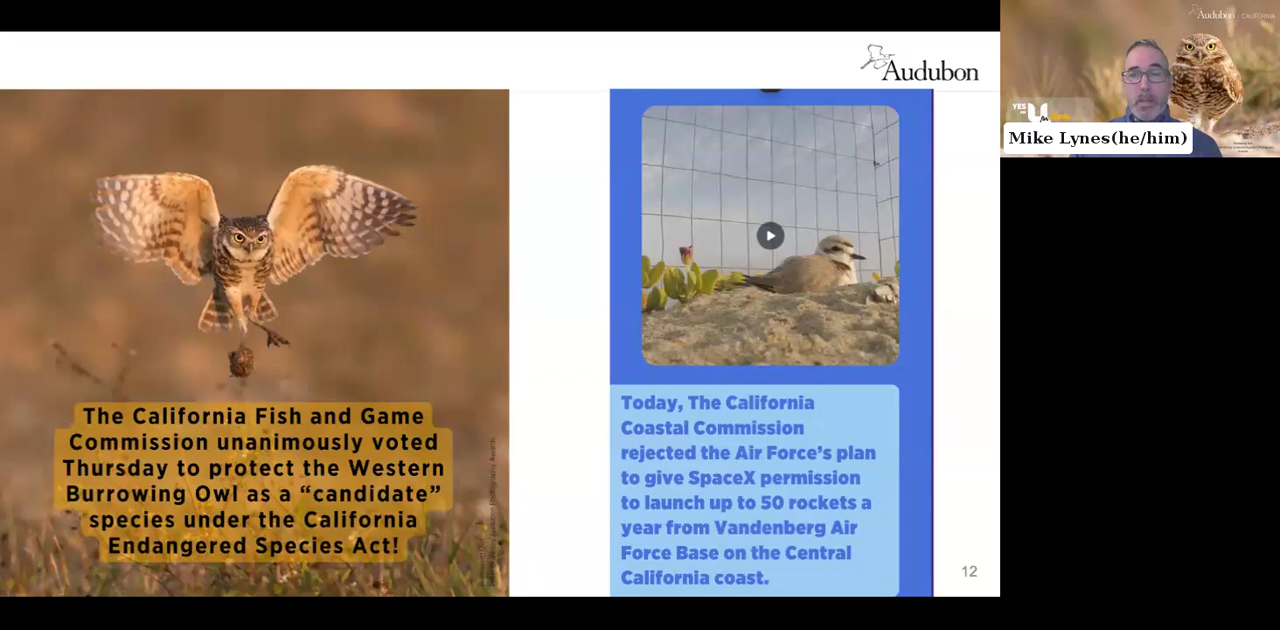 Audubon
The California Fish and Game
Commission unanimously voted
Thursday to protect the Western
Burrowing Owl as a “candidate”
species under the California
Endangered Species Act!
Today, The California
Coastal Commission
rejected the Air Force’s plan
to give SpaceX permission
to launch up to 50 rockets a
year from Vandenberg Air
Force Base on the Central
California coast.
12
Audubon CALIFORNIA
YES
Mike Lynes(he/him)